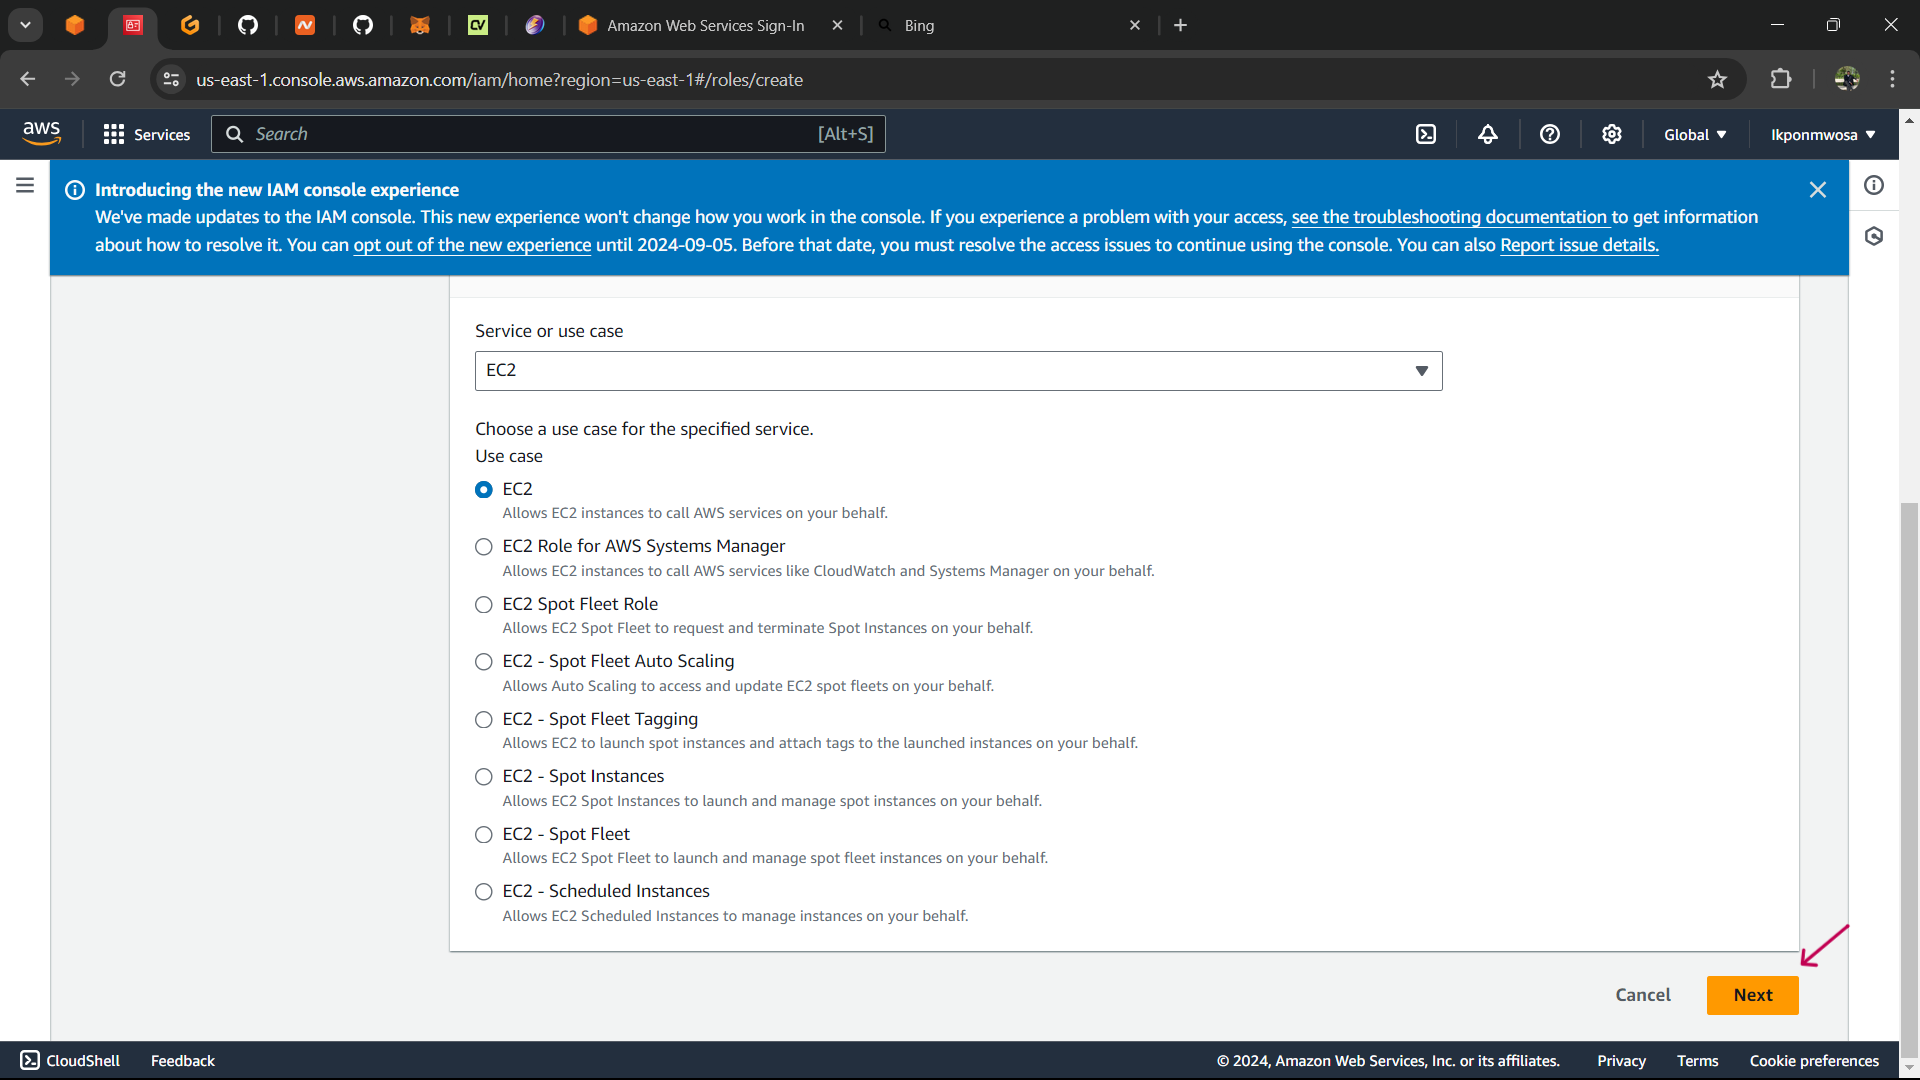 Amazon Web Services Sign-In
Bing
us-east-1.console.aws.amazon.com/iam/home?region=us-east-1#/roles/create
aws
Services
Search
[Alt+S]
Global
Ikponmwosa
Introducing the new IAM console experience
We've made updates to the IAM console. This new experience won't change how you work in the console. If you experience a problem with your access, see the troubleshooting documentation to get information
about how to resolve it. You can opt out of the new experience until 2024-09-05. Before that date, you must resolve the access issues to continue using the console. You can also Report issue details.
Service or use case
EC2
Choose a use case for the specified service.
Use case
EC2
Allows EC2 instances to call AWS services on your behalf.
EC2 Role for AWS Systems Manager
Allows EC2 instances to call AWS services like CloudWatch and Systems Manager on your behalf.
EC2 Spot Fleet Role
Allows EC2 Spot Fleet to request and terminate Spot Instances on your behalf.
EC2 - Spot Fleet Auto Scaling
Allows Auto Scaling to access and update EC2 spot fleets on your behalf.
EC2 - Spot Fleet Tagging
Allows EC2 to launch spot instances and attach tags to the launched instances on your behalf.
EC2 - Spot Instances
Allows EC2 Spot Instances to launch and manage spot instances on your behalf.
EC2 - Spot Fleet
Allows EC2 Spot Fleet to launch and manage spot fleet instances on your behalf.
EC2 - Scheduled Instances
Allows EC2 Scheduled Instances to manage instances on your behalf.
Cancel
Next
CloudShell
Feedback
© 2024, Amazon Web Services, Inc. or its affiliates.
Privacy
Terms
Cookie preferences